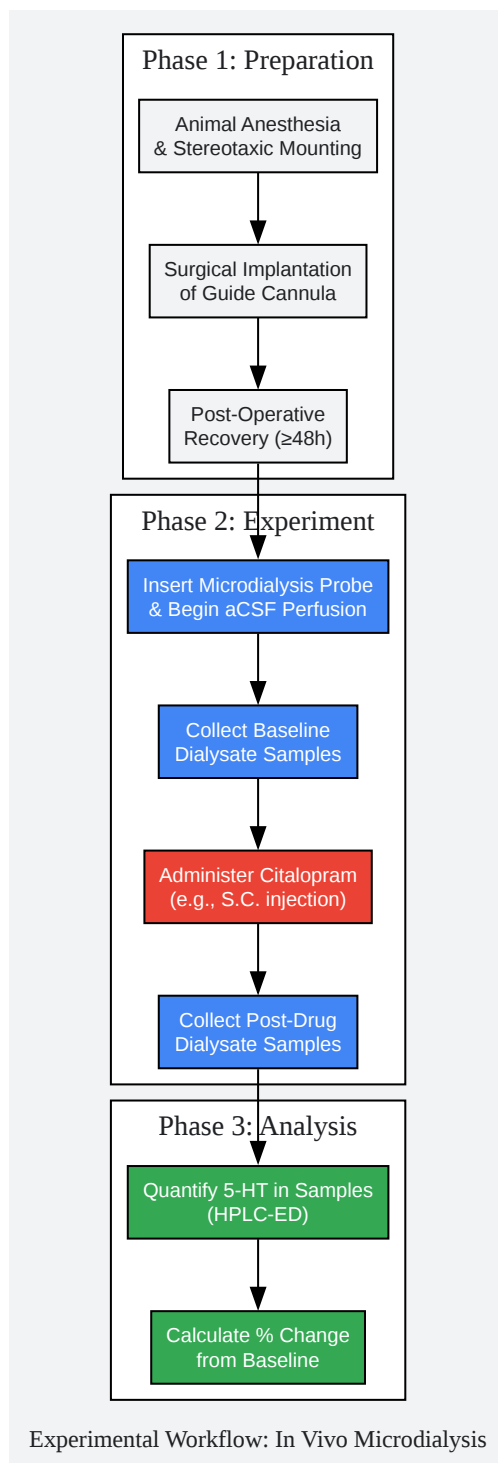 Phase 1: Preparation
Animal Anesthesia
& Stereotaxic Mounting
Surgical Implantation
of Guide Cannula
Post-Operative
Recovery (≥48h)
Phase 2: Experiment
Insert Microdialysis Probe
& Begin aCSF Perfusion
Collect Baseline
Dialysate Samples
Administer Citalopram
(e.g., S.C. injection)
Collect Post-Drug
Dialysate Samples
Phase 3: Analysis
Quantify 5-HT in Samples
(HPLC-ED)
Calculate % Change
from Baseline
Experimental Workflow: In Vivo Microdialysis